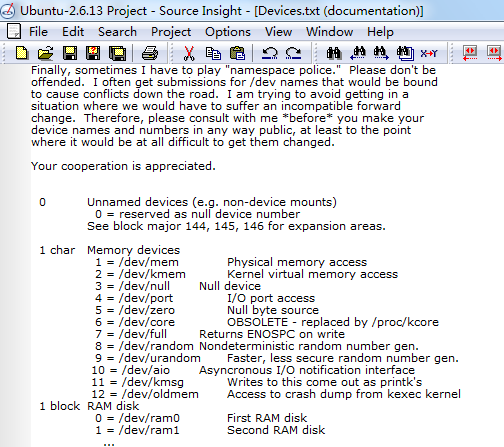 Ubuntu-2.6.13 Project - Source Insight - [Devices.txt (documentation)]
File Edit Search Project Options View Window Help
X→Y
Finally, sometimes I have to play "namespace police."  Please don't be
offended.  I often get submissions for /dev names that would be bound
to cause conflicts down the road.  I am trying to avoid getting in a
situation where we would have to suffer an incompatible forward
change.  Therefore, please consult with me *before* you make your
device names and numbers in any way public, at least to the point
where it would be at all difficult to get them changed.
Your cooperation is appreciated.
0 Unnamed devices (e.g. non-device mounts)
0 = reserved as null device number
See block major 144, 145, 146 for expansion areas.
1 char Memory devices
1 = /dev/mem Physical memory access
2 = /dev/kmem Kernel virtual memory access
3 = /dev/null Null device
4 = /dev/port I/O port access
5 = /dev/zero Null byte source
6 = /dev/core OBSOLETE - replaced by /proc/kcore
7 = /dev/full Returns ENOSPC on write
8 = /dev/random Nondeterministic random number gen.
9 = /dev/urandom Faster, less secure random number gen.
10 = /dev/aio Asyncronous I/O notification interface
11 = /dev/kmsg Writes to this come out as printk's
12 = /dev/oldmem Access to crash dump from kexec kernel
1 block RAM disk
0 = /dev/ram0 First RAM disk
1 = /dev/ram1 Second RAM disk
...